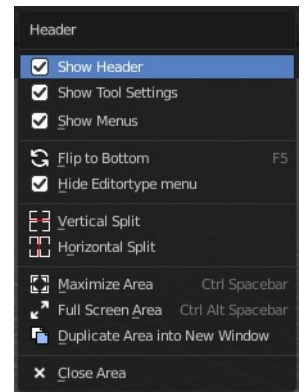 Header
Show Header
Show Tool Settings
Show Menus
Flip to Bottom F5
Hide Editortype menu
Vertical Split
Horizontal Split
Maximize Area Ctrl Spacebar
Full Screen Area Ctrl Alt Spacebar
Duplicate Area into New Window
Close Area